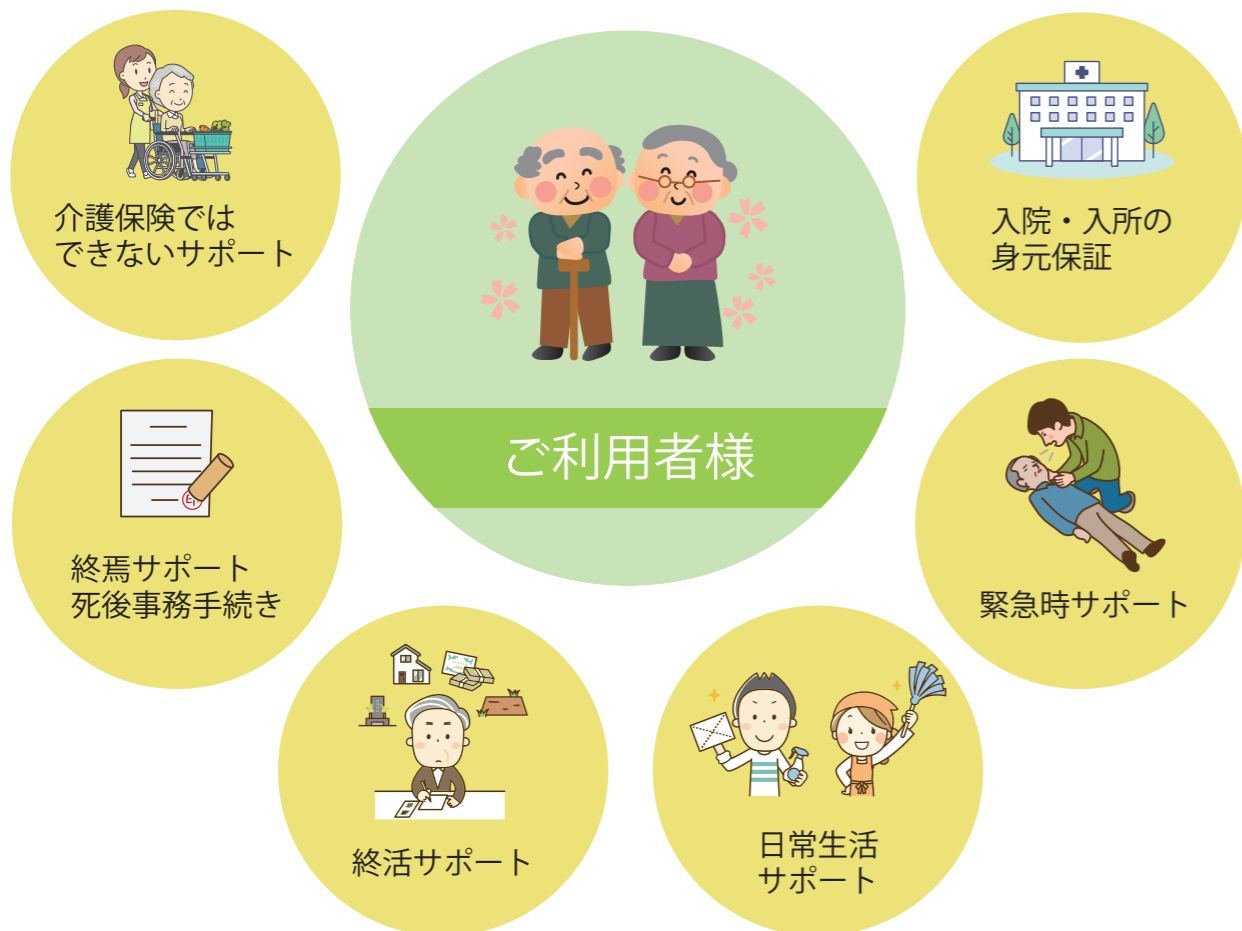 介護保険では
できないサポート
ご利用者様
入院・入所の
身元保証
終焉サポート
死後事務手続き
緊急時サポート
終活サポート
日常生活
サポート